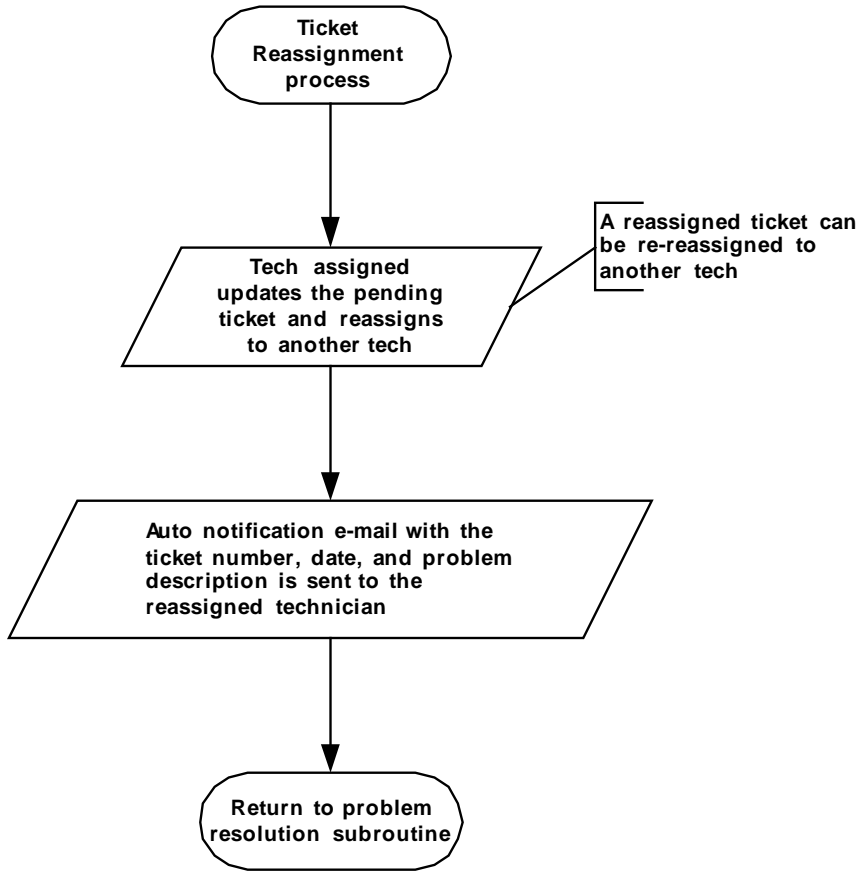 Ticket
Reassignment
process
A reassigned ticket can
be re-reassigned to
another tech
Tech assigned
updates the pending
ticket and reassigns
to another tech
Auto notification e-mail with the
ticket number, date, and problem
description is sent to the
reassigned technician
Return to problem
resolution subroutine